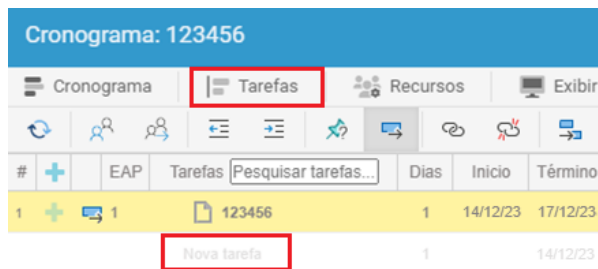 Cronograma: 123456
Cronograma Tarefas Recursos Exibir
# EAP Tarefas Pesquisar tarefas... Dias Inicio Término
1 1 123456 1 14/12/23 17/12/23
Nova tarefa 1 14/12/23